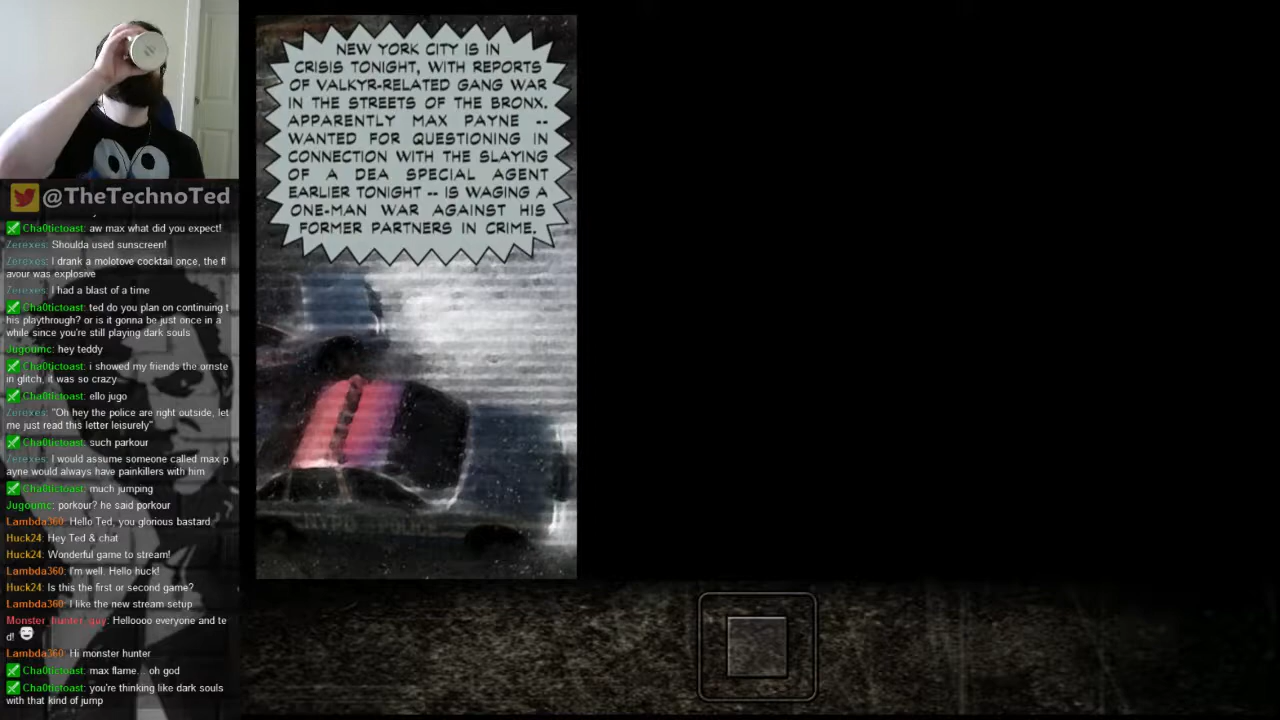 NEW YORK CITY IS IN
CRISIS TONIGHT, WITH REPORTS
OF VALKYR-RELATED GANG WAR
IN THE STREETS OF THE BRONX.
APPARENTLY MAX PAYNE --
WANTED FOR QUESTIONING IN
CONNECTION WITH THE SLAYING
OF A DEA SPECIAL AGENT
EARLIER TONIGHT -- IS WAGING A
ONE-MAN WAR AGAINST HIS
FORMER PARTNERS IN CRIME.
@TheTechnoTed
Cha0tictoast: aw max what did you expect!
Zerexes: Shoulda used sunscreen!
Zerexes: I drank a molotove cocktail once, the fl
avour was explosive
Zerexes: I had a blast of a time
Cha0tictoast: ted do you plan on continuing t
his playthrough? or is it gonna be just once in a
while since you're still playing dark souls
Jugoumc: hey teddy
Cha0tictoast: i showed my friends the ornste
in glitch, it was so crazy
Cha0tictoast: ello jugo
Zerexes: "Oh hey the police are right outside, let
me just read this letter leisurely"
Cha0tictoast: such parkour
Zerexes: I would assume someone called max p
ayne would always have painkillers with him
Cha0tictoast: much jumping
Jugoumc: porkour? he said porkour
Lambda360: Hello Ted, you glorious bastard.
Huck24: Hey Ted & chat
Huck24: Wonderful game to stream!
Lambda360: I'm well. Hello huck!
Huck24: Is this the first or second game?
Lambda360: I like the new stream setup
Monster_hunter_guy: Helloooo everyone and te
d!
Lambda360: Hi monster hunter
Cha0tictoast: max flame... oh god
Cha0tictoast: you're thinking like dark souls
with that kind of jump